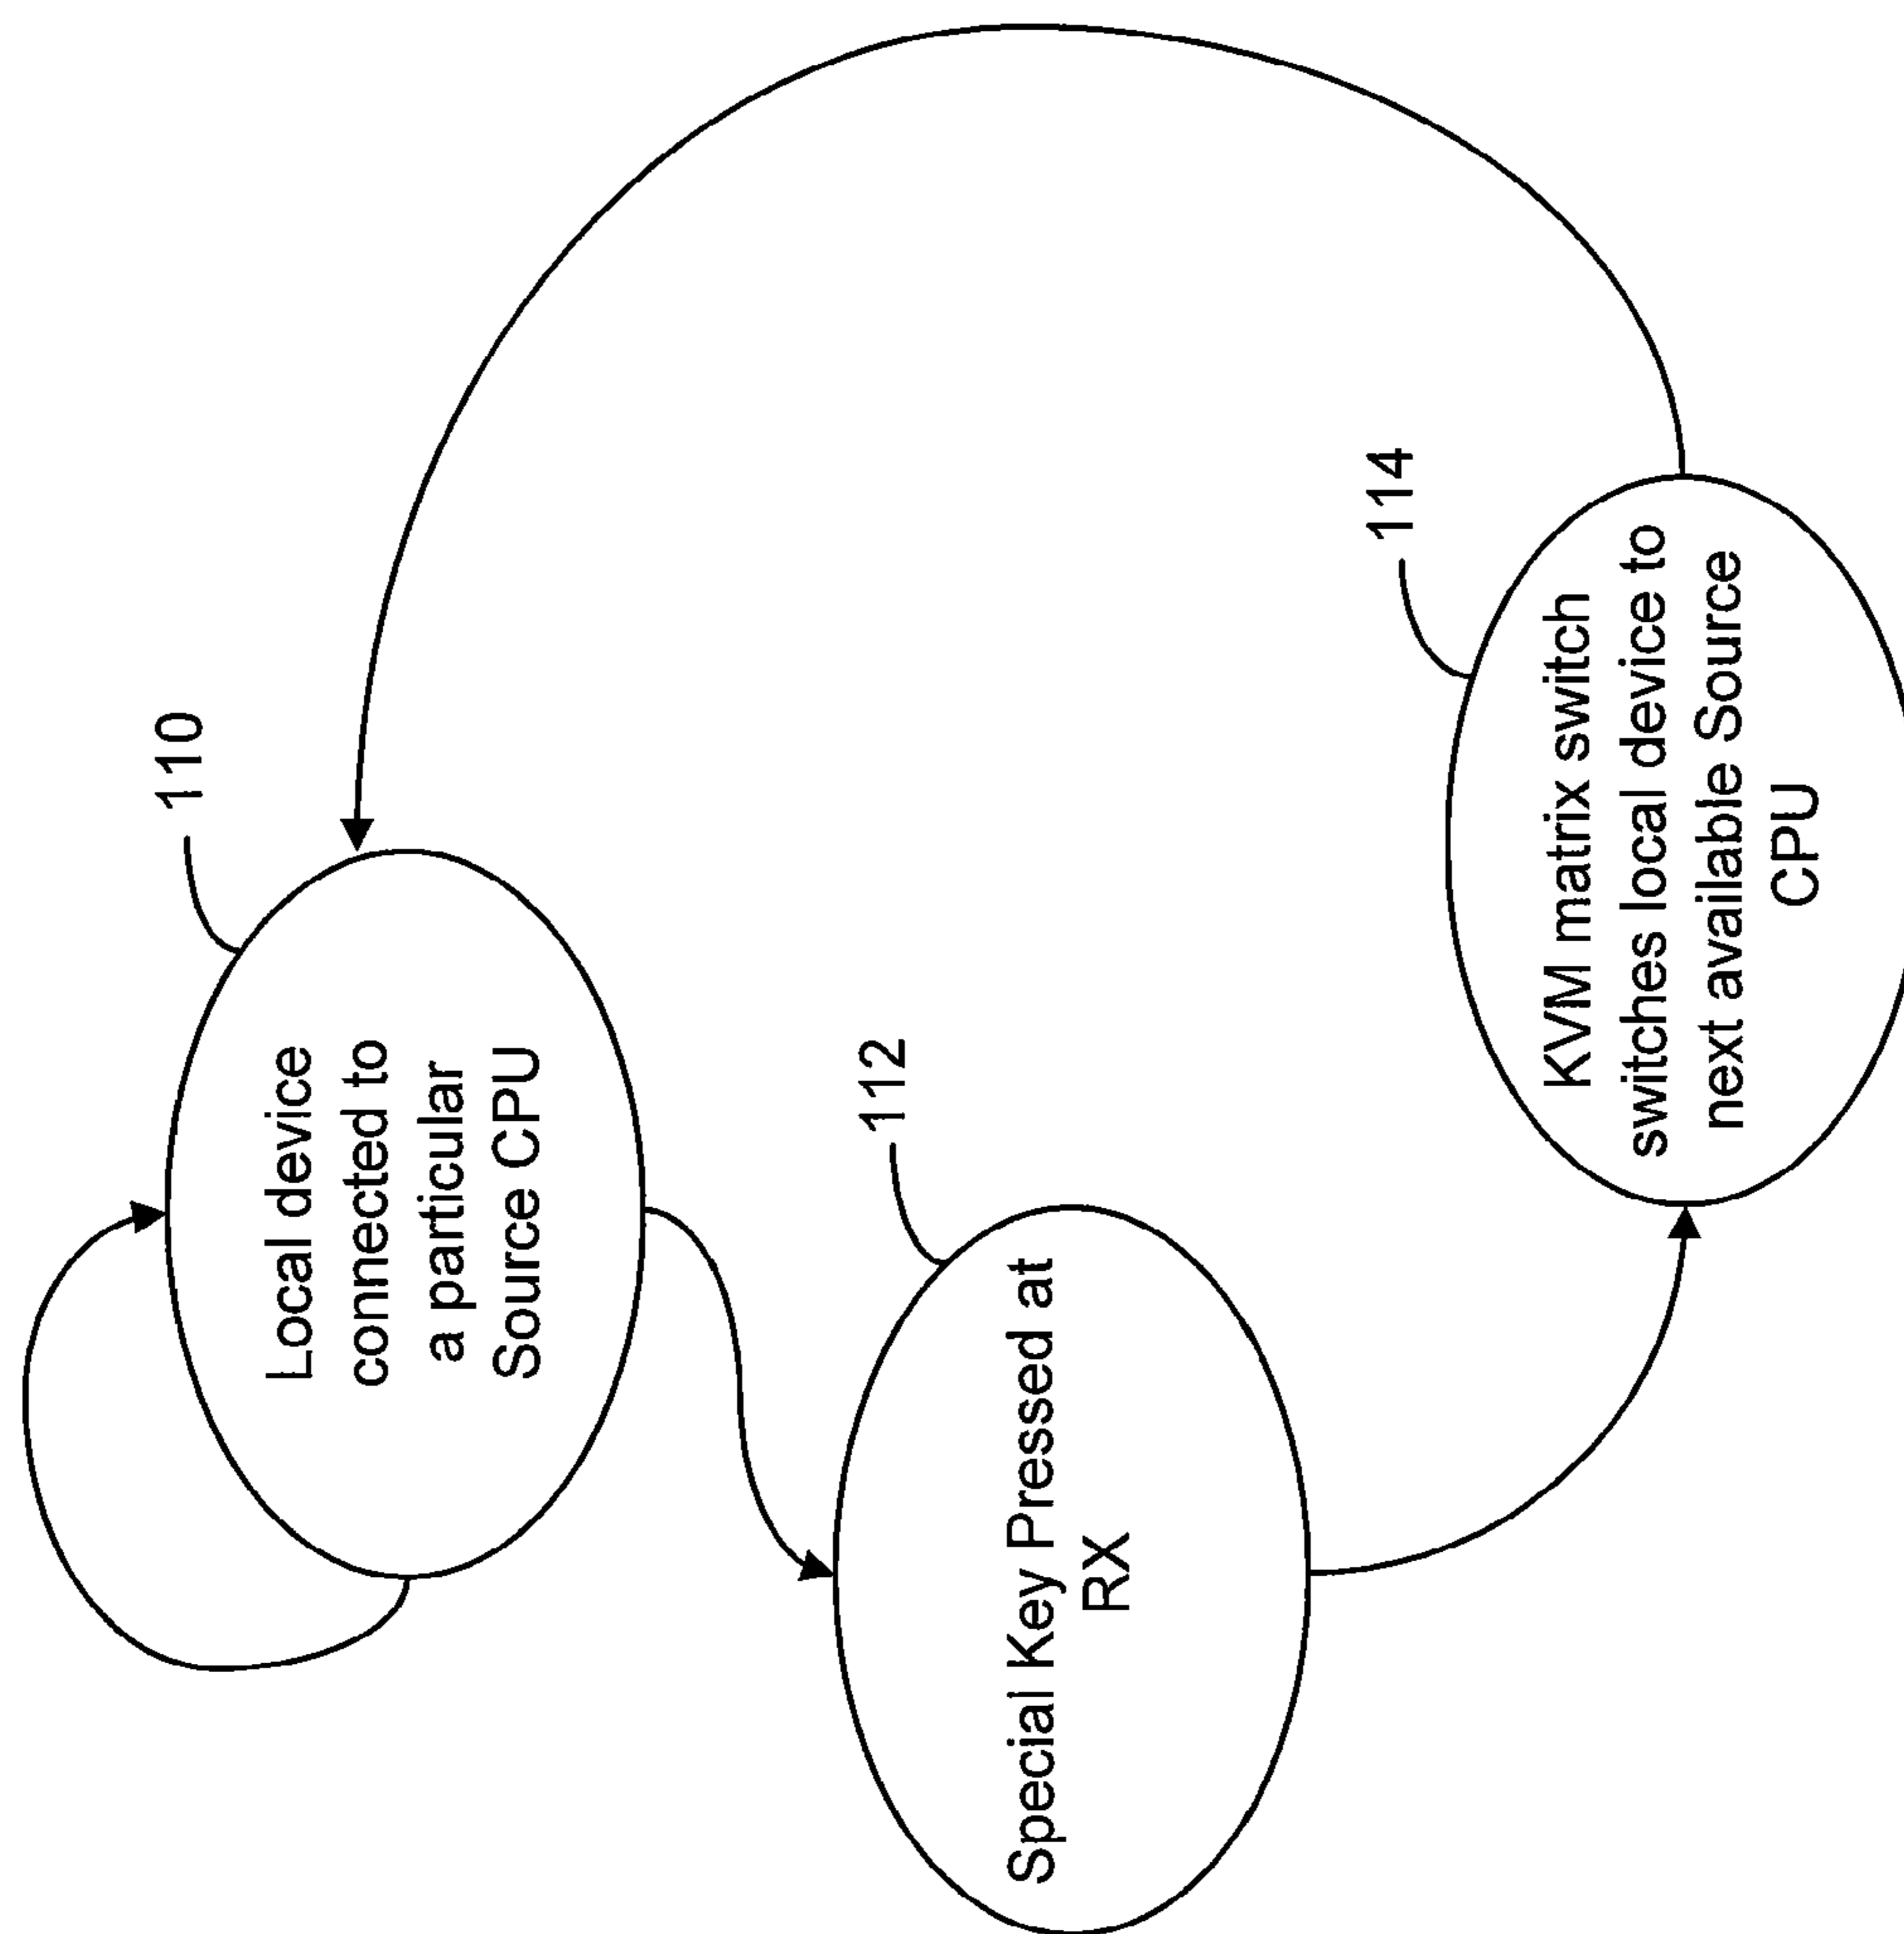 110
Local device
connected to
a particular
Source CPU
112
Special Key Pressed at
RX
114
KVM matrix switch
switches local device to
next available Source
CPU